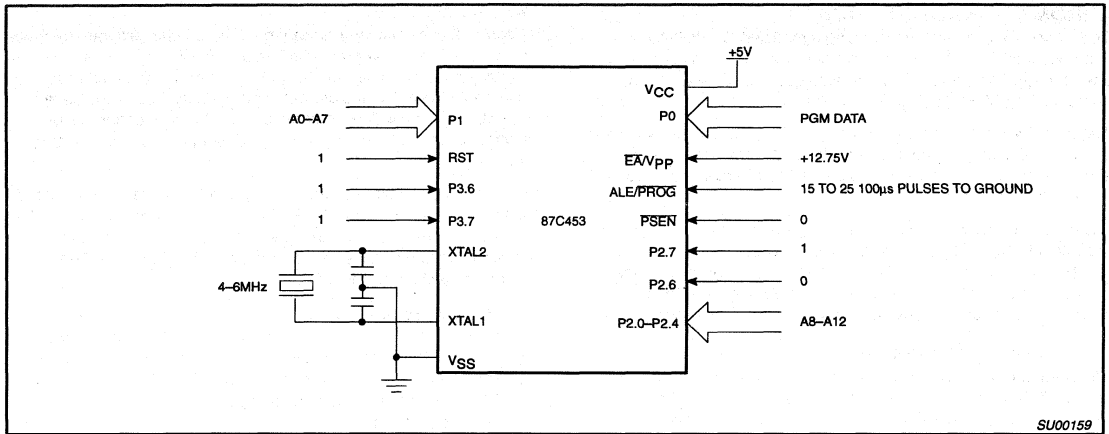 +5V
VCC
A0–A7
P1
P0
PGM DATA
1
RST
EA/VPP
+12.75V
1
P3.6
ALE/PROG
15 TO 25 100µs PULSES TO GROUND
1
P3.7
87C453
PSEN
0
XTAL2
P2.7
1
4–6MHz
P2.6
0
XTAL1
P2.0–P2.4
A8–A12
VSS
SU00159